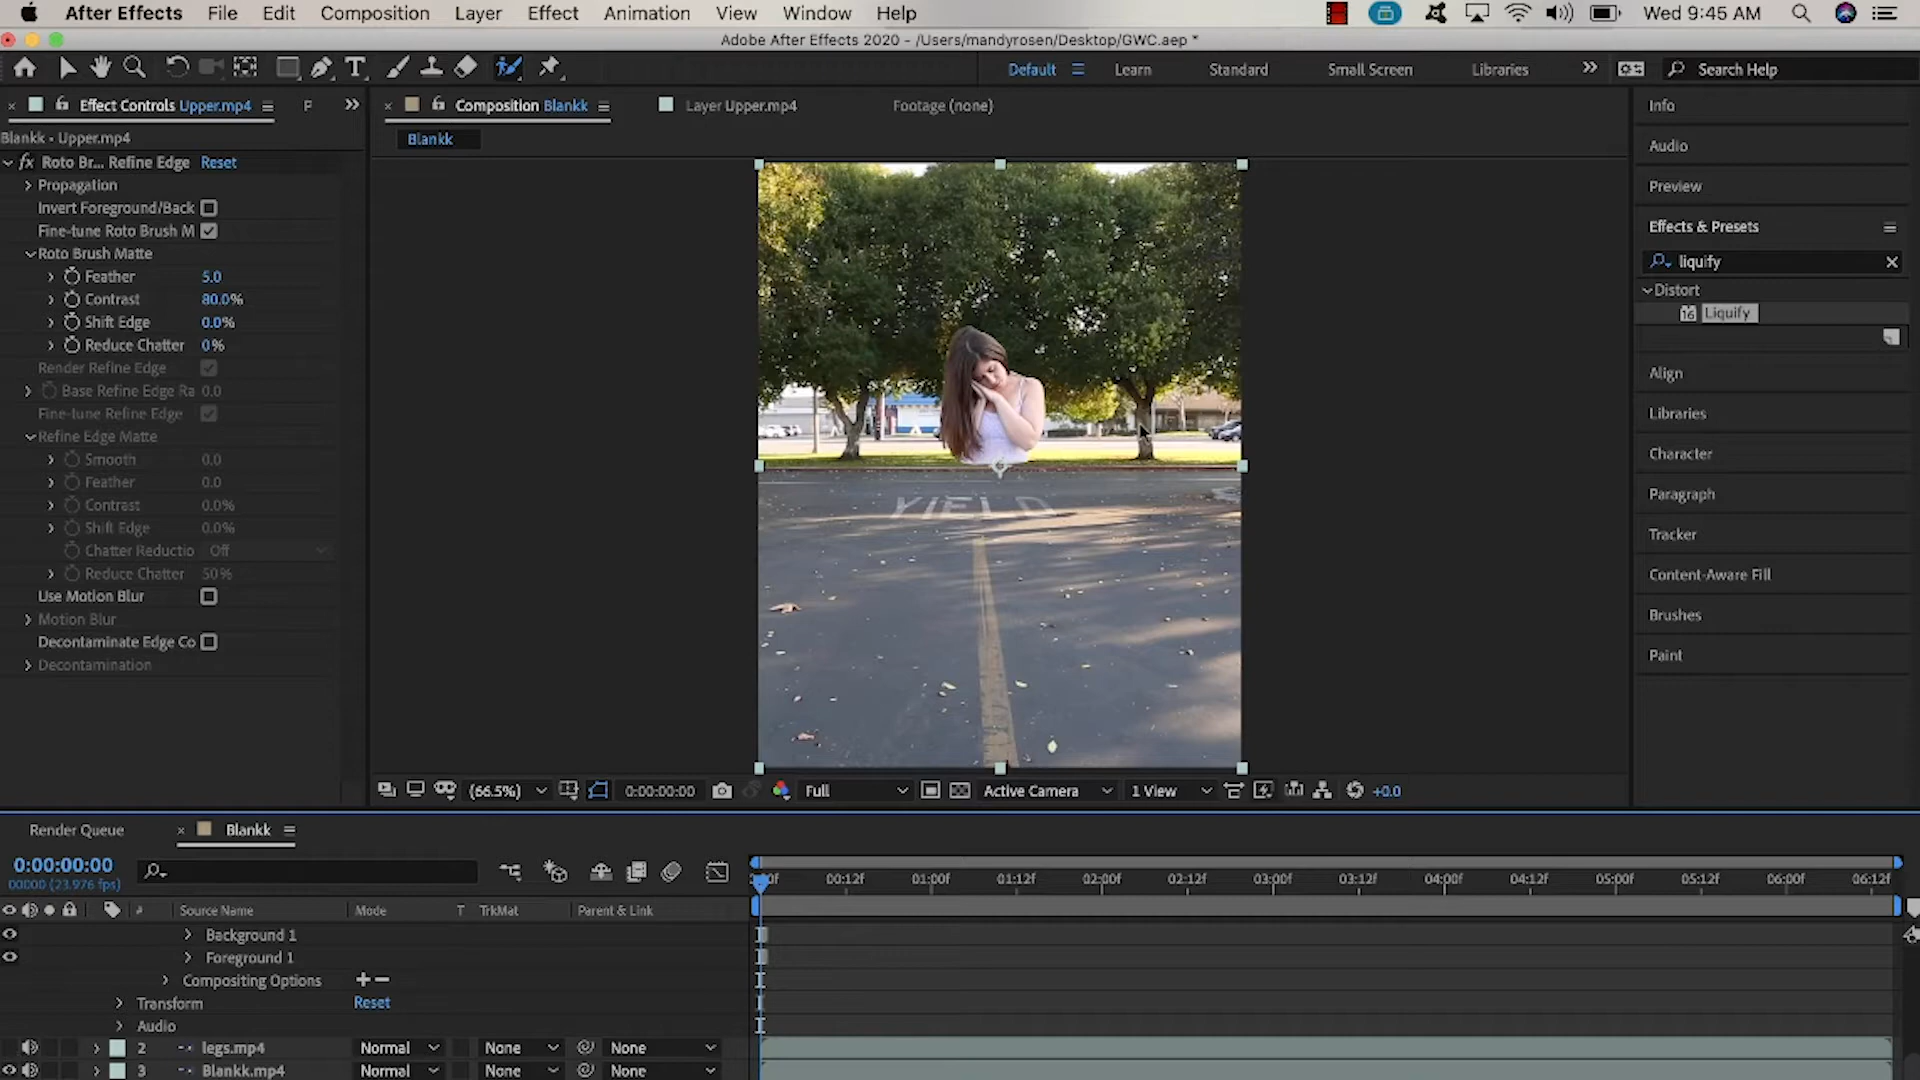 After Effects File Edit Composition Layer Effect Animation View Window Help Wed 9:45 AM
Adobe After Effects 2020 - /Users/mandyrosen/Desktop/GWC.aep *
Default Learn Standard Small Screen Libraries Search Help
Effect Controls Upper.mp4 P Composition Blankk Layer Upper.mp4 Footage (none) Info
Blankk • Upper.mp4 Blankk
Audio
fx Roto Br... Refine Edge Reset
Propagation Preview
Invert Foreground/Back
Fine-tune Roto Brush M Effects & Presets
Roto Brush Matte liquify
Feather 5.0
Contrast 80.0% Distort
Shift Edge 0.0% 16 Liquify
Reduce Chatter 0%
Render Refine Edge Align
Base Refine Edge Ra 0.0
Fine-tune Refine Edge Libraries
Refine Edge Matte
Smooth 0.0 Character
Feather 0.0
Contrast 0.0% Paragraph
YIELD
Shift Edge 0.0% Tracker
Chatter Reductio Off
Reduce Chatter 50% Content-Aware Fill
Use Motion Blur
Motion Blur Brushes
Decontaminate Edge Co
Decontamination Paint
(66.5%) 0:00:00:00 Full Active Camera 1 View +0.0
Render Queue Blankk
0:00:00:00
00000 (23.976 fps) 00f 00:12f 01:00f 01:12f 02:00f 02:12f 03:00f 03:12f 04:00f 04:12f 05:00f 05:12f 06:00f 06:12f
# Source Name Mode T TrkMat Parent & Link
Background 1
Foreground 1
Compositing Options
Transform Reset
Audio
2 legs.mp4 Normal None None
3 Blankk.mp4 Normal None None